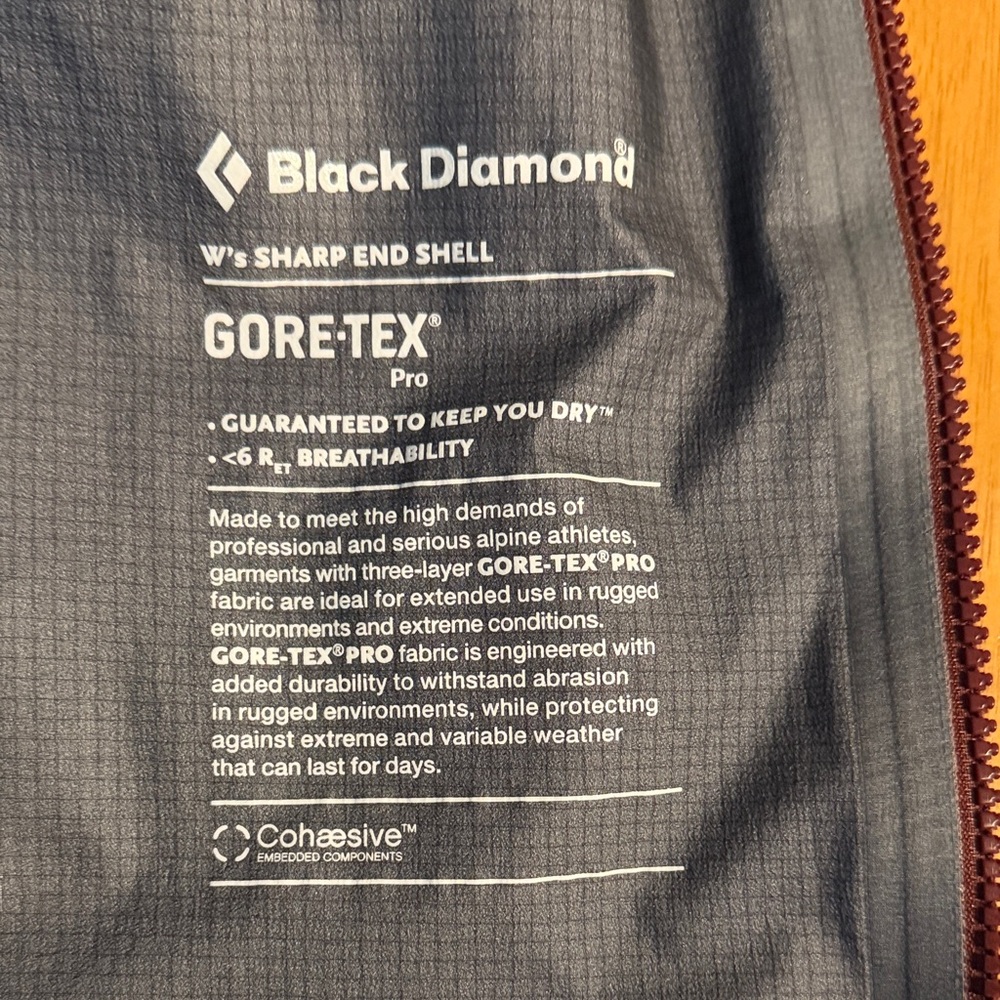 Black Diamond®
W's SHARP END SHELL
GORE-TEX®
Pro
• GUARANTEED TO KEEP YOU DRY™
• <6 RET BREATHABILITY
Made to meet the high demands of
professional and serious alpine athletes,
garments with three-layer GORE-TEX® PRO
fabric are ideal for extended use in rugged
environments and extreme conditions.
GORE-TEX® PRO fabric is engineered with
added durability to withstand abrasion
in rugged environments, while protecting
against extreme and variable weather
that can last for days.
Cohæsive™
EMBEDDED COMPONENTS